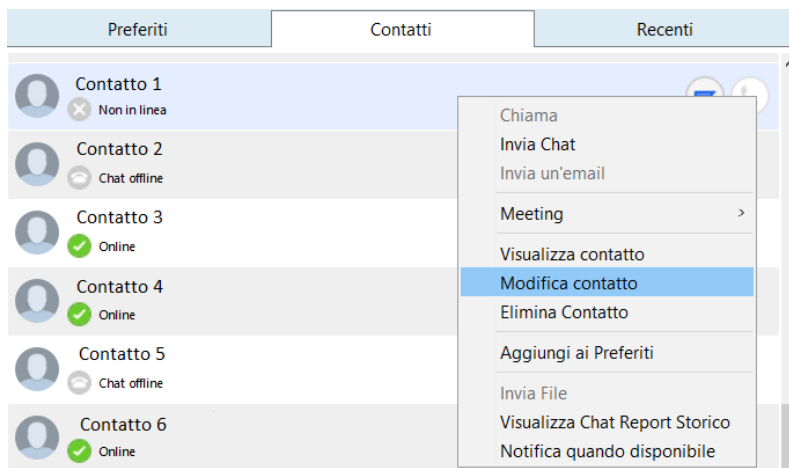 Preferiti
Contatti
Recenti
Contatto 1
Non in linea
Contatto 2
Chat offline
Contatto 3
Online
Contatto 4
Online
Contatto 5
Chat offline
Contatto 6
Online
Chiama
Invia Chat
Invia un'email
Meeting
Visualizza contatto
Modifica contatto
Elimina Contatto
Aggiungi ai Preferiti
Invia File
Visualizza Chat Report Storico
Notifica quando disponibile